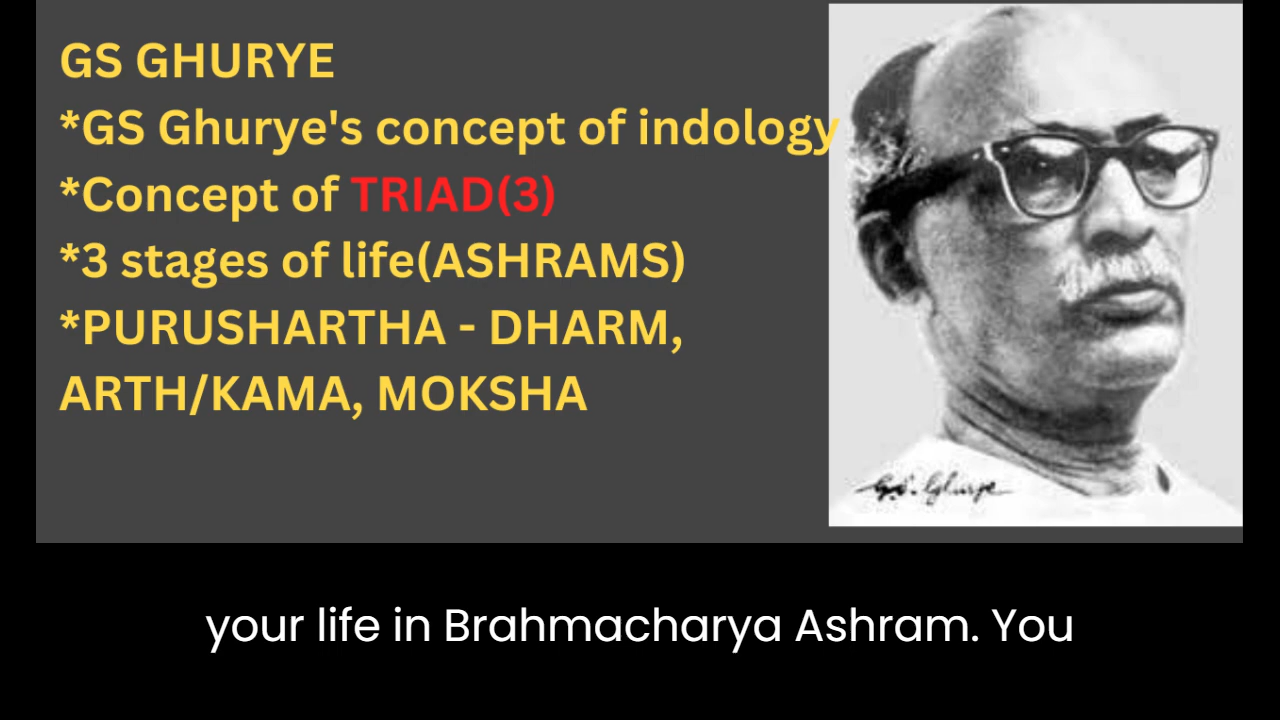 GS GHURYE
*GS Ghurye's concept of indology
*Concept of TRIAD(3)
*3 stages of life(ASHRAMS)
*PURUSHARTHA - DHARM,
ARTH/KAMA, MOKSHA
G.S. Ghurye
your life in Brahmacharya Ashram. You